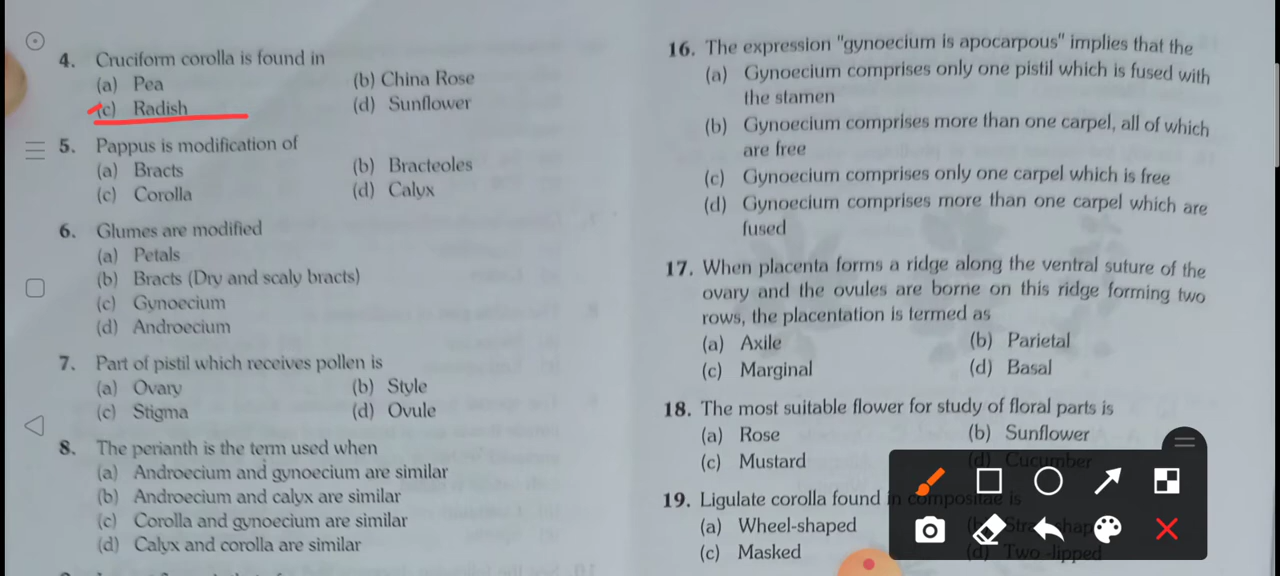 4. Cruciform corolla is found in
(a) Pea (b) China Rose
(c) Radish (d) Sunflower
5. Pappus is modification of
(a) Bracts (b) Bracteoles
(c) Corolla (d) Calyx
6. Glumes are modified
(a) Petals
(b) Bracts (Dry and scaly bracts)
(c) Gynoecium
(d) Androecium
7. Part of pistil which receives pollen is
(a) Ovary (b) Style
(c) Stigma (d) Ovule
8. The perianth is the term used when
(a) Androecium and gynoecium are similar
(b) Androecium and calyx are similar
(c) Corolla and gynoecium are similar
(d) Calyx and corolla are similar
16. The expression "gynoecium is apocarpous" implies that the
(a) Gynoecium comprises only one pistil which is fused with
the stamen
(b) Gynoecium comprises more than one carpel, all of which
are free
(c) Gynoecium comprises only one carpel which is free
(d) Gynoecium comprises more than one carpel which are
fused
17. When placenta forms a ridge along the ventral suture of the
ovary and the ovules are borne on this ridge forming two
rows, the placentation is termed as
(a) Axile (b) Parietal
(c) Marginal (d) Basal
18. The most suitable flower for study of floral parts is
(a) Rose (b) Sunflower
(c) Mustard (d) Cucumber
19. Ligulate corolla found in compositae is
(a) Wheel-shaped
(c) Masked (d) Two-lipped